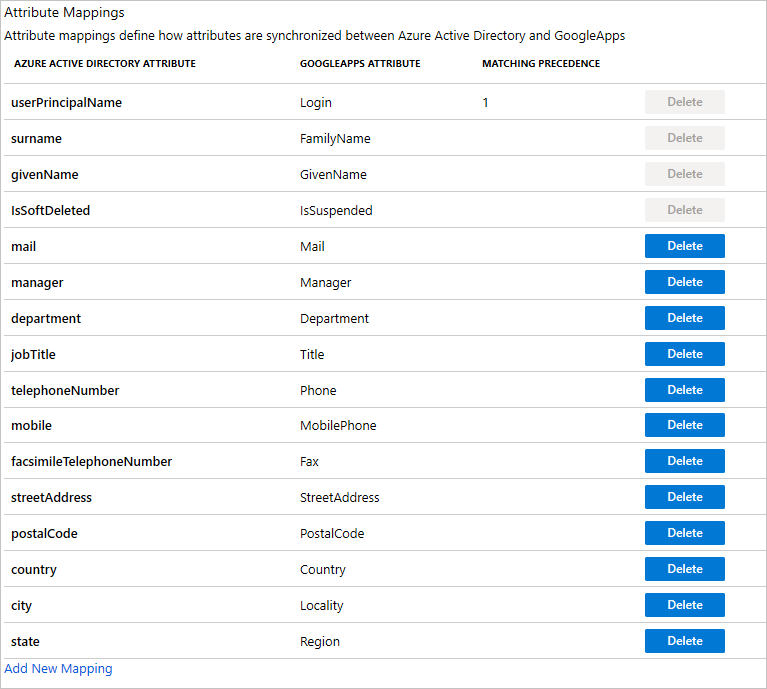 Attribute Mappings
Attribute mappings define how attributes are synchronized between Azure Active Directory and GoogleApps
AZURE ACTIVE DIRECTORY ATTRIBUTE GOOGLEAPPS ATTRIBUTE MATCHING PRECEDENCE
userPrincipalName Login 1 Delete
surname FamilyName Delete
givenName GivenName Delete
IsSoftDeleted IsSuspended Delete
mail Mail Delete
manager Manager Delete
department Department Delete
jobTitle Title Delete
telephoneNumber Phone Delete
mobile MobilePhone Delete
facsimileTelephoneNumber Fax Delete
streetAddress StreetAddress Delete
postalCode PostalCode Delete
country Country Delete
city Locality Delete
state Region Delete
Add New Mapping